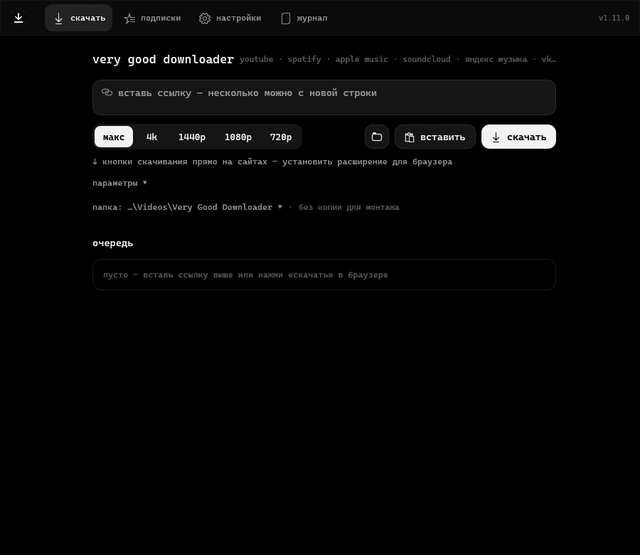 скачать подписки настройки журнал v1.11.0
very good downloader youtube · spotify · apple music · soundcloud · яндекс музыка · vk…
вставь ссылку — несколько можно с новой строки
макс 4k 1440p 1080p 720p вставить скачать
↓ кнопки скачивания прямо на сайтах — установить расширение для браузера
параметры ▾
папка: …\Videos\Very Good Downloader ▾ · без копии для монтажа
очередь
пусто — вставь ссылку выше или нажми «скачать» в браузере